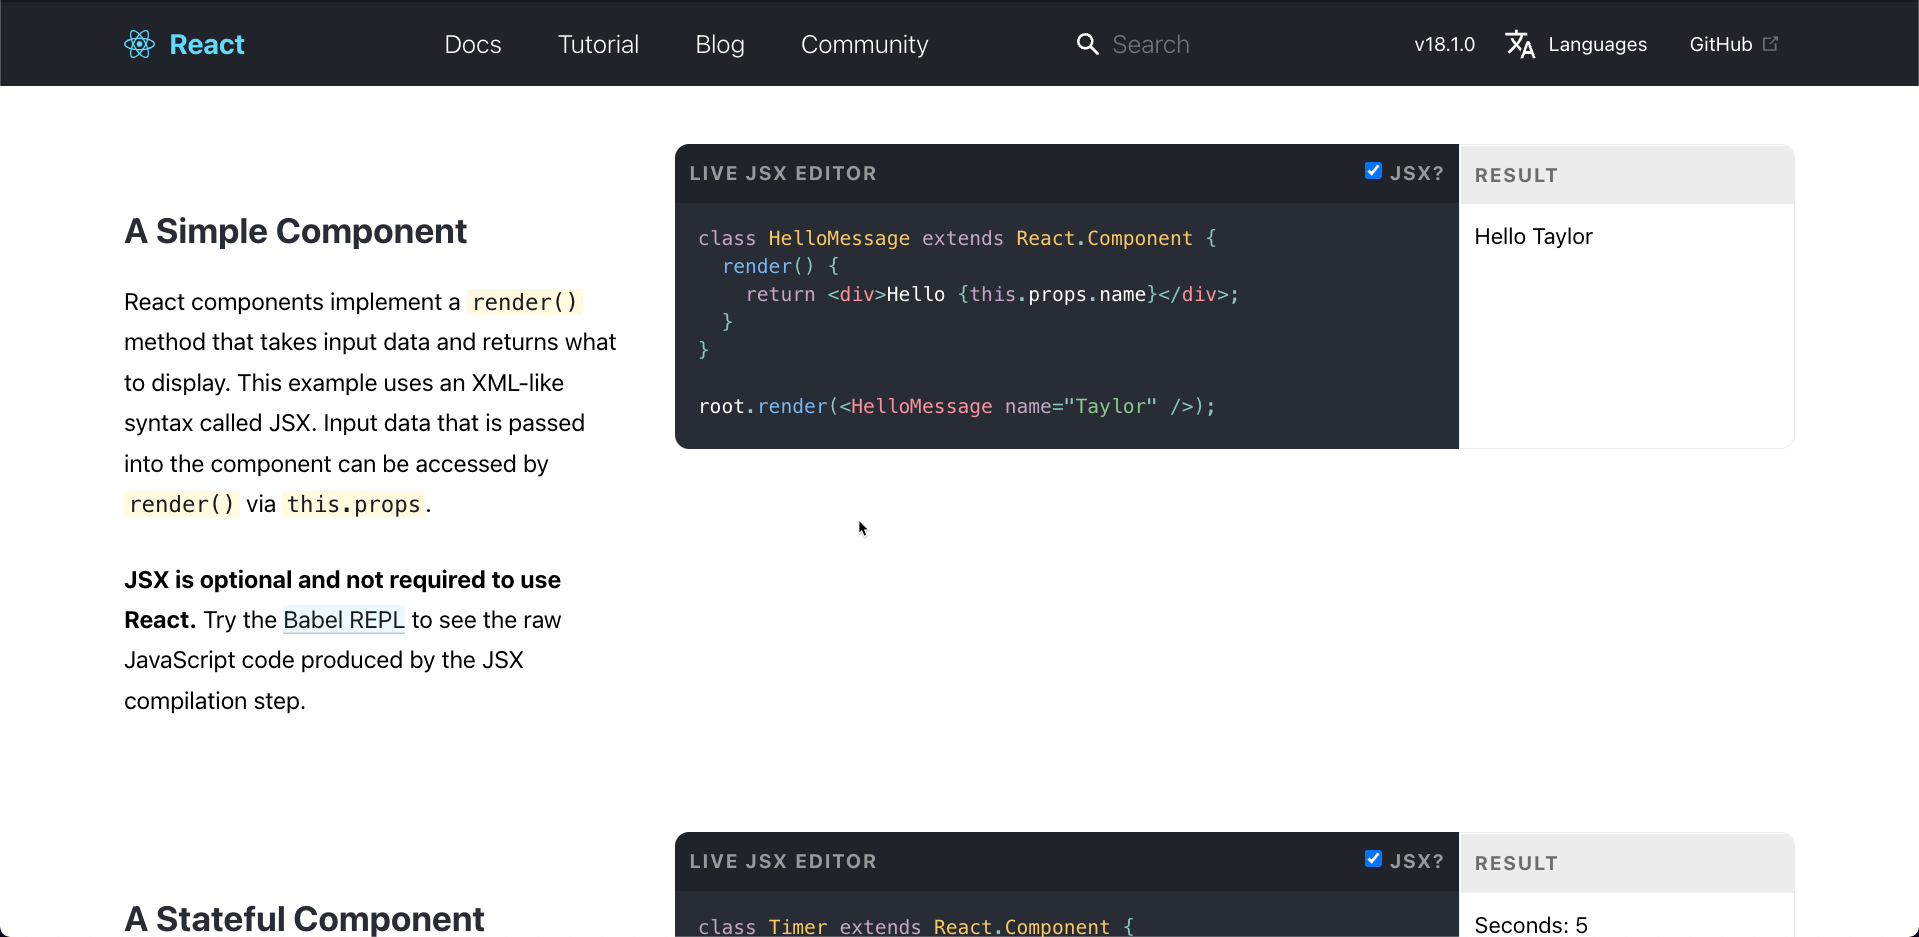 React
Docs
Tutorial
Blog
Community
Search
v18.1.0
Languages
GitHub
A Simple Component
React components implement a render()
method that takes input data and returns what
to display. This example uses an XML-like
syntax called JSX. Input data that is passed
into the component can be accessed by
render() via this.props.
JSX is optional and not required to use
React. Try the Babel REPL to see the raw
JavaScript code produced by the JSX
compilation step.
LIVE JSX EDITOR
JSX?
class HelloMessage extends React.Component {
  render() {
    return <div>Hello {this.props.name}</div>;
  }
}
root.render(<HelloMessage name="Taylor" />);
RESULT
Hello Taylor
A Stateful Component
LIVE JSX EDITOR
JSX?
class Timer extends React.Component {
RESULT
Seconds: 5